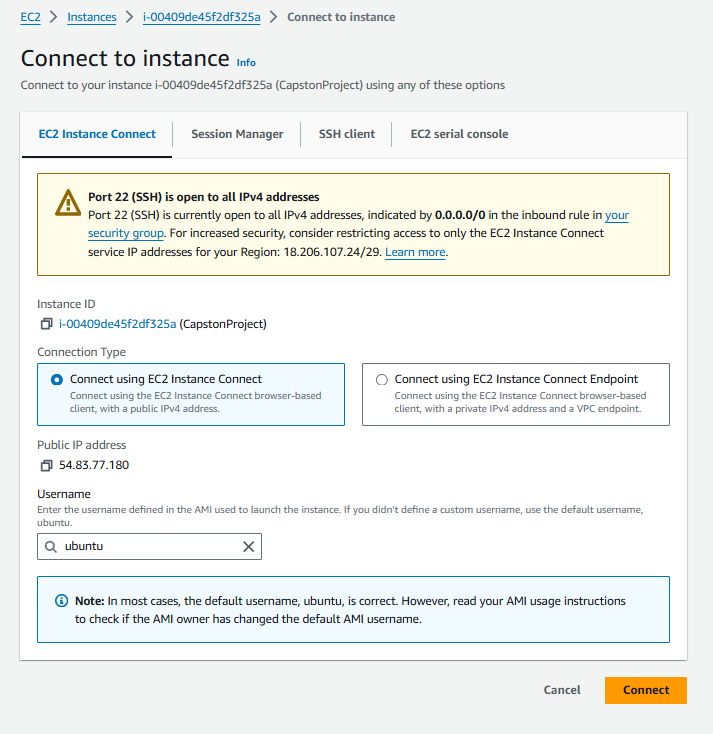 EC2 > Instances > i-00409de45f2df325a > Connect to instance
Connect to instance Info
Connect to your instance i-00409de45f2df325a (CapstonProject) using any of these options
EC2 Instance Connect
Session Manager
SSH client
EC2 serial console
Port 22 (SSH) is open to all IPv4 addresses
Port 22 (SSH) is currently open to all IPv4 addresses, indicated by 0.0.0.0/0 in the inbound rule in your
security group. For increased security, consider restricting access to only the EC2 Instance Connect
service IP addresses for your Region: 18.206.107.24/29. Learn more.
Instance ID
i-00409de45f2df325a (CapstonProject)
Connection Type
Connect using EC2 Instance Connect
Connect using the EC2 Instance Connect browser-based
client, with a public IPv4 address.
Connect using EC2 Instance Connect Endpoint
Connect using the EC2 Instance Connect browser-based
client, with a private IPv4 address and a VPC endpoint.
Public IP address
54.83.77.180
Username
Enter the username defined in the AMI used to launch the instance. If you didn't define a custom username, use the default username,
ubuntu.
ubuntu
Note: In most cases, the default username, ubuntu, is correct. However, read your AMI usage instructions
to check if the AMI owner has changed the default AMI username.
Cancel
Connect